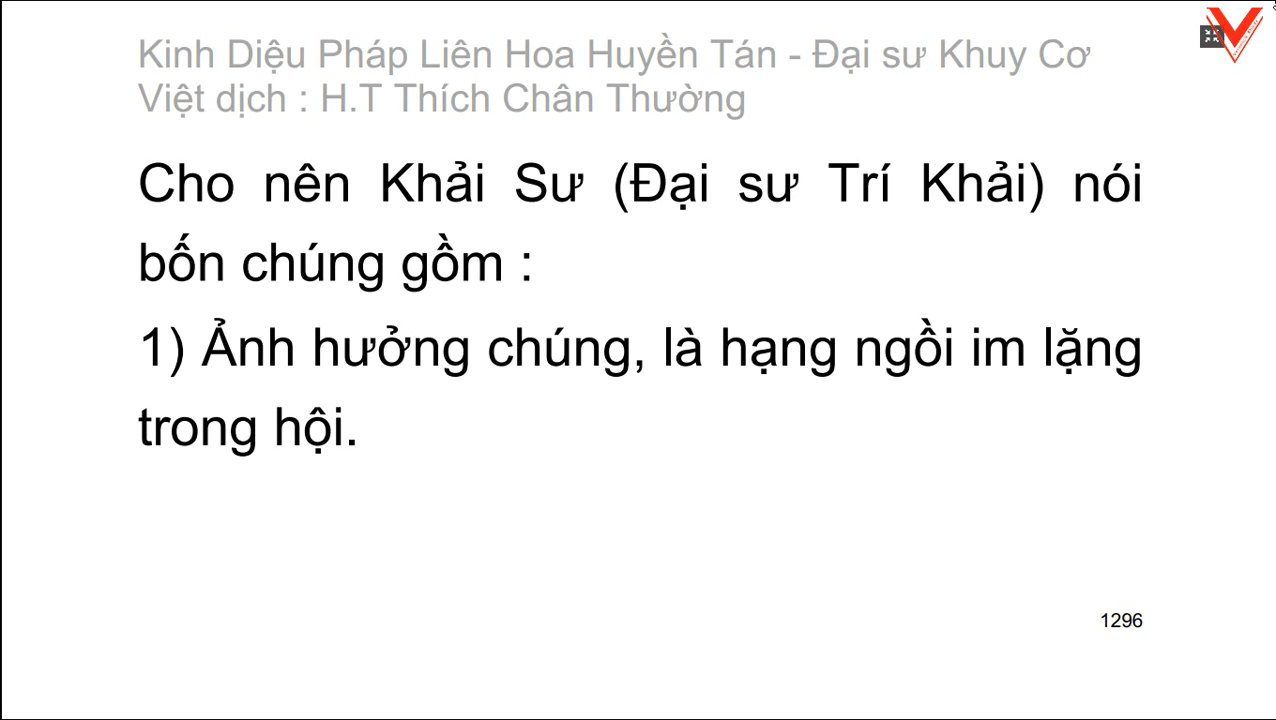 Kinh Diệu Pháp Liên Hoa Huyền Tán - Đại sư Khuy Cơ
Việt dịch : H.T Thích Chân Thường
Cho nên Khải Sư (Đại sư Trí Khải) nói
bốn chúng gồm :
1) Ảnh hưởng chúng, là hạng ngồi im lặng
trong hội.
1296